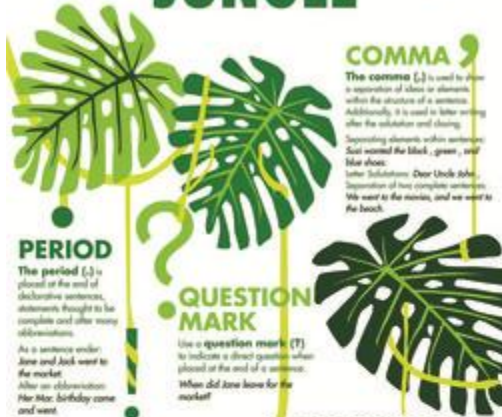 JUNGLE
COMMA
The comma (,) is used to show
a separation of ideas or elements
within the structure of a sentence.
Additionally, it is used in letter writing
after the salutation and closing.
Separating elements within sentences:
Suzi wanted the black , green , and
blue shoes.
Letter Salutations: Dear Uncle John ,
Separation of two complete sentences:
We went to the movies, and we went to
the beach.
PERIOD
The period (.) is
placed at the end of
declarative sentences,
statements thought to be
complete and after many
abbreviations.
As a sentence ender:
Jane and Jack went to
the market.
After an abbreviation:
Her Mar. birthday came
and went.
QUESTION
MARK
Use a question mark (?)
to indicate a direct question when
placed at the end of a sentence.
When did Jane leave for the
market?